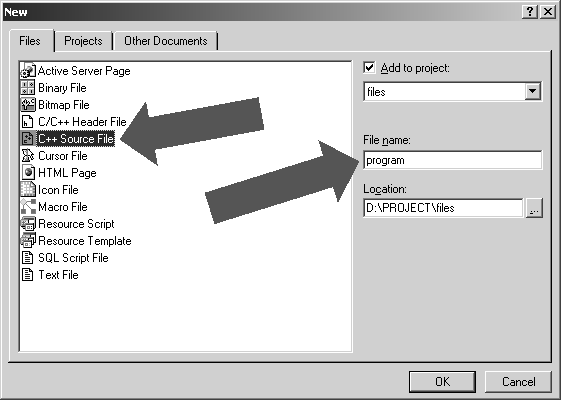 New
Files
Projects
Other Documents
Active Server Page
Binary File
Bitmap File
C/C++ Header File
C++ Source File
Cursor File
HTML Page
Icon File
Macro File
Resource Script
Resource Template
SQL Script File
Text File
Add to project:
files
File name:
program
Location:
D:\PROJECT\files
...
OK
Cancel